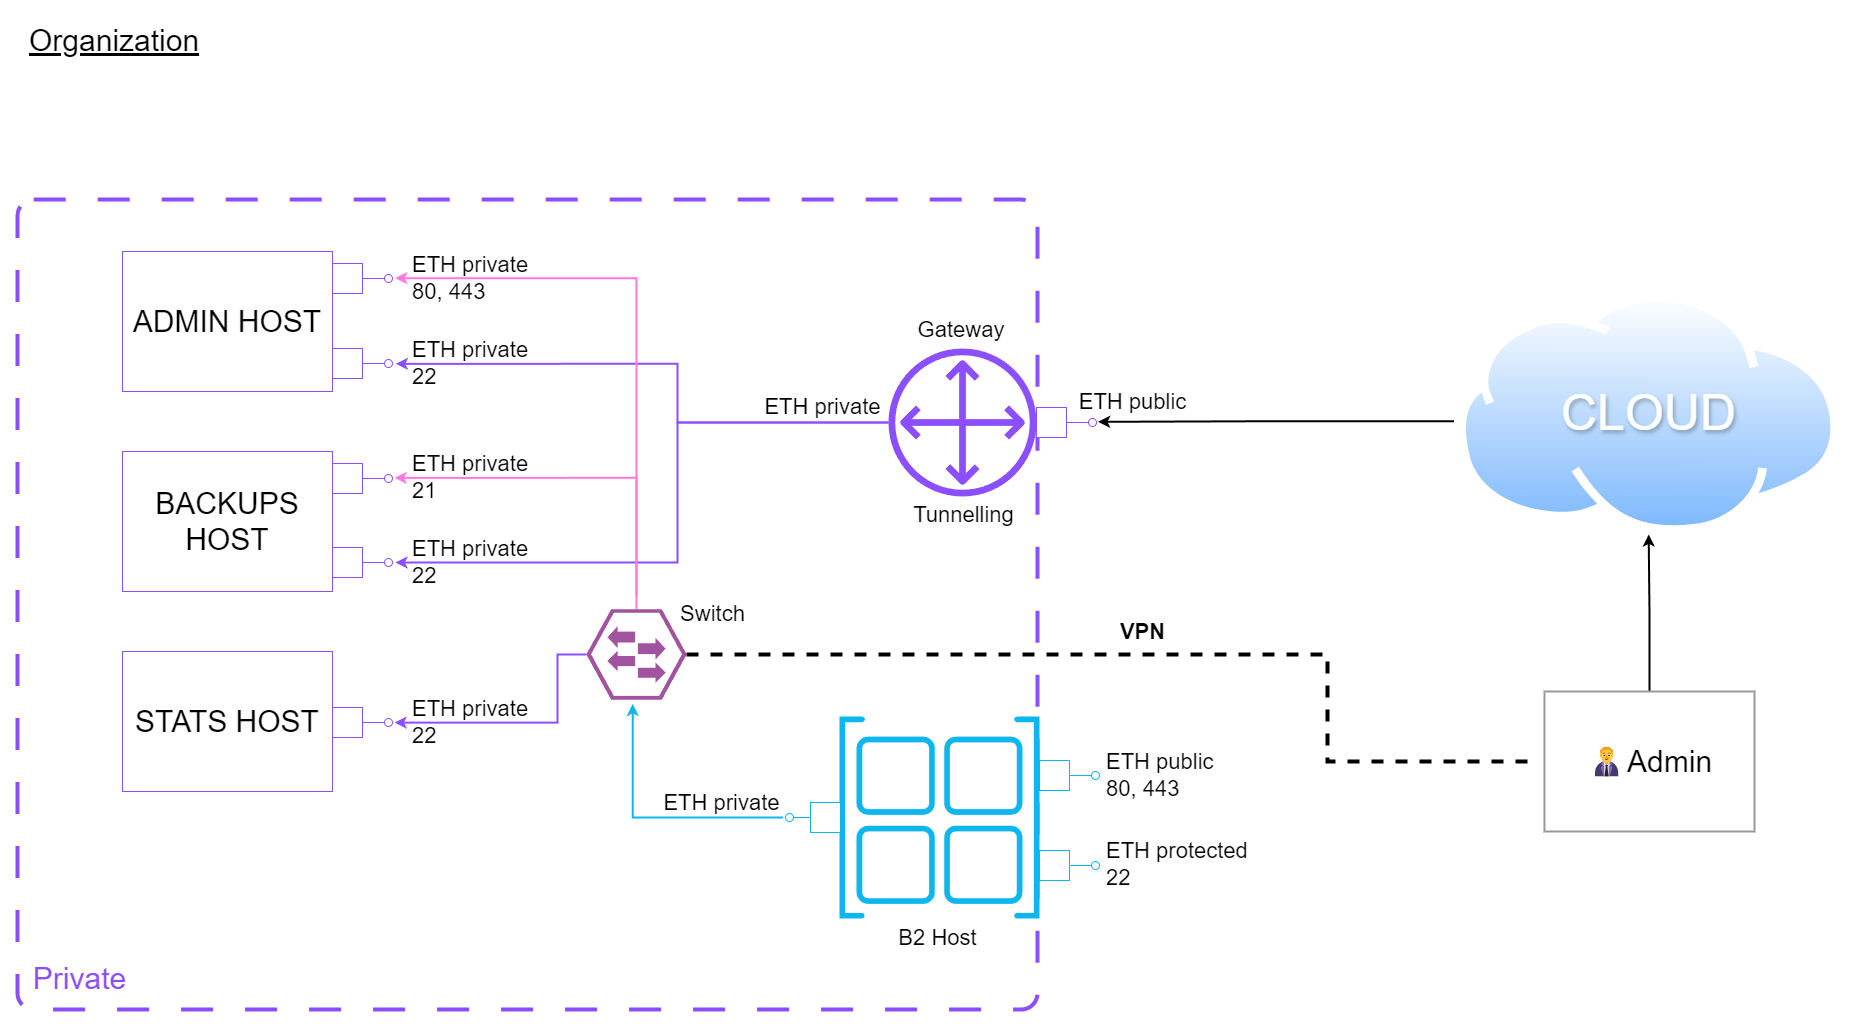 Organization
ETH private
80, 443
ADMIN HOST
ETH private
22
Gateway
ETH private
ETH public
CLOUD
Tunnelling
ETH private
21
BACKUPS
HOST
ETH private
22
Switch
VPN
STATS HOST
ETH private
22
ETH private
ETH public
80, 443
ETH protected
22
Admin
B2 Host
Private